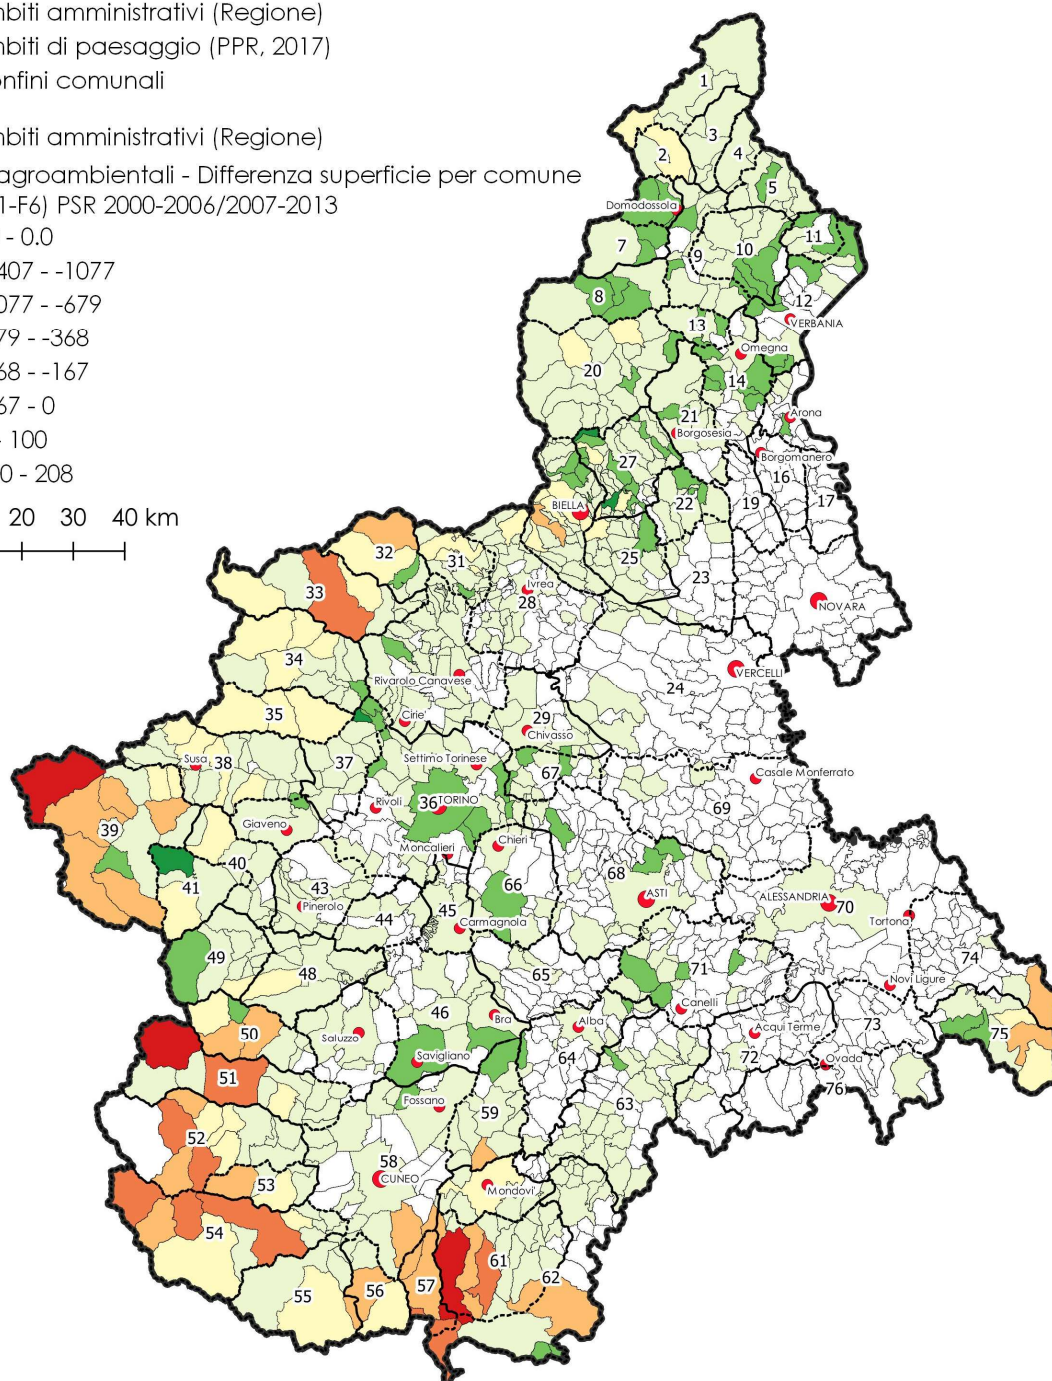 nbiti amministrativi (Regione)
nbiti di paesaggio (PPR, 2017)
onfini comunali
nbiti amministrativi (Regione)
agroambientali - Differenza superficie per comune
1-F6) PSR 2000-2006/2007-2013
- 0.0
407 - -1077
077 - -679
79 - -368
68 - -167
67 - 0
- 100
0 - 208
20 30 40 km
1
3
2
4
5
Domodossola
7
9
10
11
8
12
13
VERBANIA
Omegna
20
14
21
Arona
Borgosesia
27
Borgomanero
16
BIELLA
22
19
17
32
31
25
33
Ivrea
28
23
NOVARA
34
Rivarolo Canavese
VERCELLI
24
35
Cirie'
29
Chivasso
Susa
38
37
Settimo Torinese
67
Casale Monferrato
Rivoli
36
TORINO
69
39
Giaveno
Moncalieri
Chieri
40
68
41
43
66
ASTI
ALESSANDRIA
70
Pinerolo
44
45
Carmagnola
Tortona
49
48
65
71
74
Novi Ligure
50
46
Bra
Alba
Canelli
Saluzzo
Acqui Terme
73
75
Savigliano
64
72
Ovada
51
76
Fossano
59
63
52
58
53
CUNEO
Mondovi'
54
61
62
55
56
57